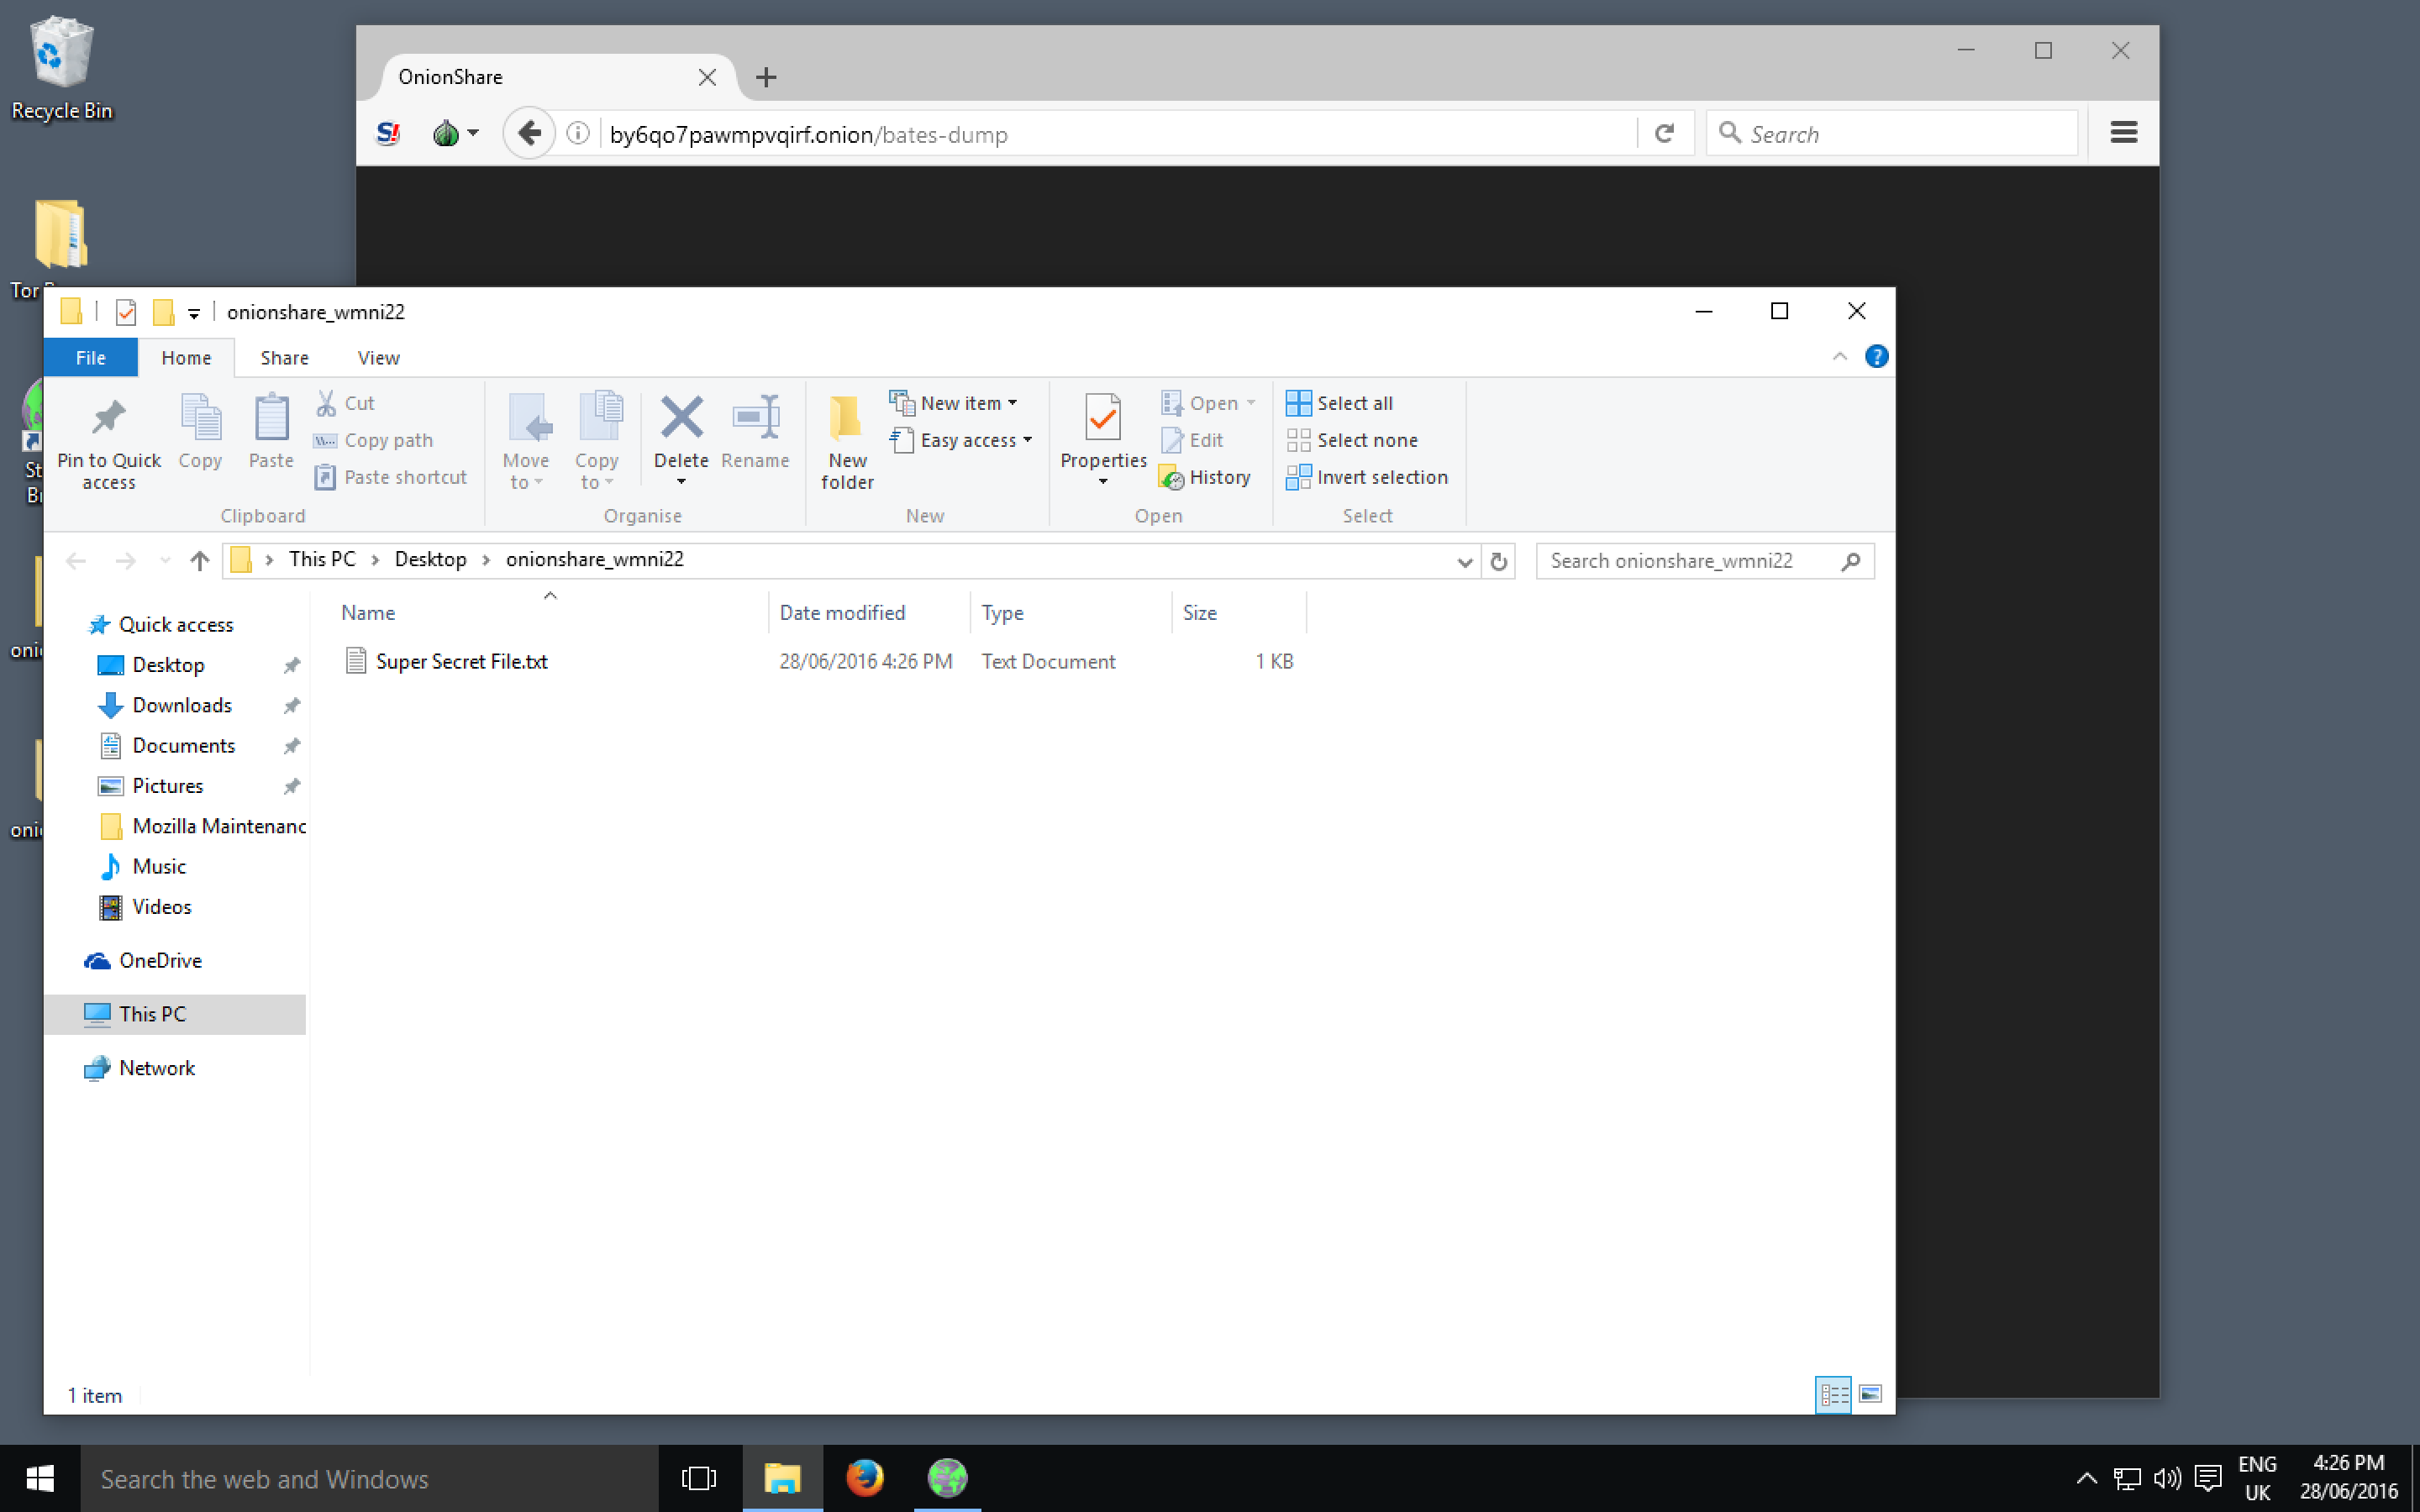 Recycle Bin
OnionShare
by6qo7pawmpvqirf.onion/bates-dump
Search
Tor
onionshare_wmni22
File Home Share View
Pin to Quick access
Copy
Paste
Cut
Copy path
Paste shortcut
Clipboard
Move to
Copy to
Delete
Rename
Organise
New folder
New item
Easy access
New
Properties
Open
Edit
History
Open
Select all
Select none
Invert selection
Select
This PC > Desktop > onionshare_wmni22
Search onionshare_wmni22
Name Date modified Type Size
Super Secret File.txt 28/06/2016 4:26 PM Text Document 1 KB
Quick access
Desktop
Downloads
Documents
Pictures
Mozilla Maintenanc
Music
Videos
OneDrive
This PC
Network
1 item
Search the web and Windows
ENG
UK
4:26 PM
28/06/2016